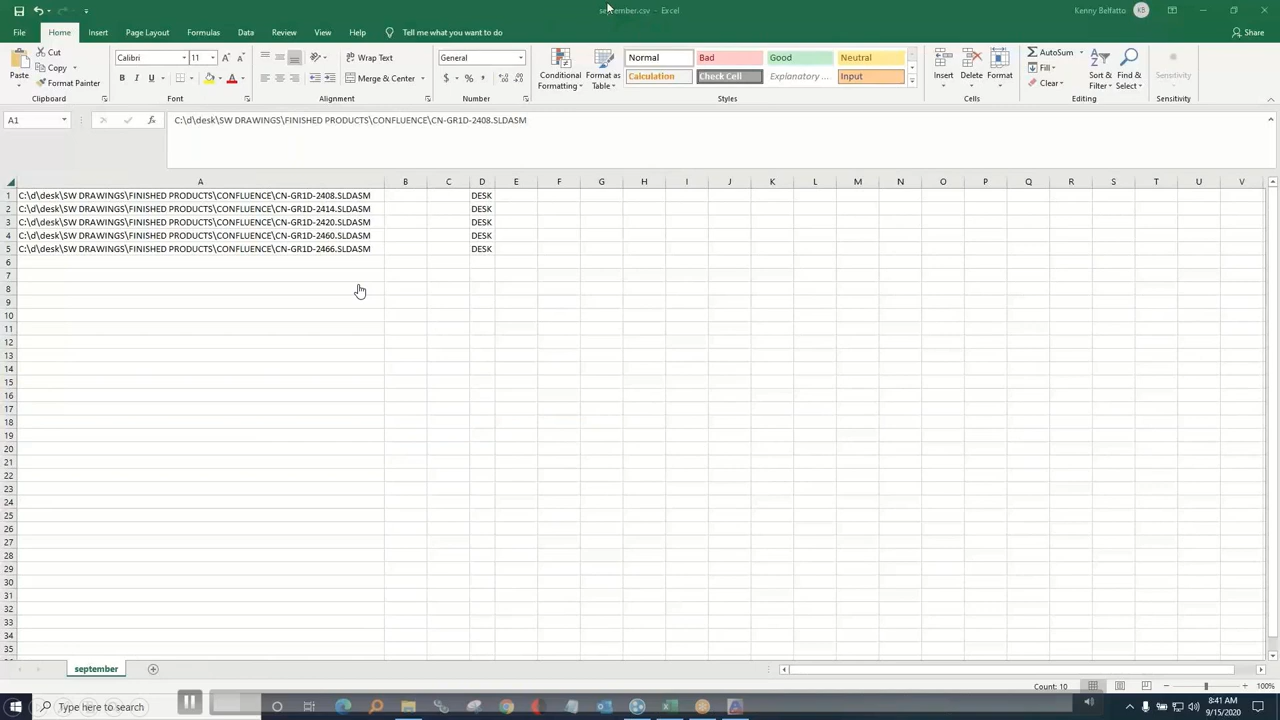 september.csv - Excel
Kenny Belfatto KB
File Home Insert Page Layout Formulas Data Review View Help Tell me what you want to do Share
Paste Cut Copy Format Painter Clipboard
Calibri 11 A A B I U A Font
Wrap Text Merge & Center Alignment
General $ % , Number
Conditional Formatting Format as Table
Normal Bad Good Neutral
Calculation Check Cell Explanatory ... Input
Styles
Insert Delete Format Cells
AutoSum Fill Clear Sort & Filter Find & Select Editing
Sensitivity Sensitivity
A1 fx C:\d\desk\SW DRAWINGS\FINISHED PRODUCTS\CONFLUENCE\CN-GR1D-2408.SLDASM
A B C D E F G H I J K L M N O P Q R S T U V
1 C:\d\desk\SW DRAWINGS\FINISHED PRODUCTS\CONFLUENCE\CN-GR1D-2408.SLDASM DESK
2 C:\d\desk\SW DRAWINGS\FINISHED PRODUCTS\CONFLUENCE\CN-GR1D-2414.SLDASM DESK
3 C:\d\desk\SW DRAWINGS\FINISHED PRODUCTS\CONFLUENCE\CN-GR1D-2420.SLDASM DESK
4 C:\d\desk\SW DRAWINGS\FINISHED PRODUCTS\CONFLUENCE\CN-GR1D-2460.SLDASM DESK
5 C:\d\desk\SW DRAWINGS\FINISHED PRODUCTS\CONFLUENCE\CN-GR1D-2466.SLDASM DESK
6
7
8
9
10
11
12
13
14
15
16
17
18
19
20
21
22
23
24
25
26
27
28
29
30
31
32
33
34
35
september
Count: 10 100%
Type here to search
8:41 AM
9/15/2020